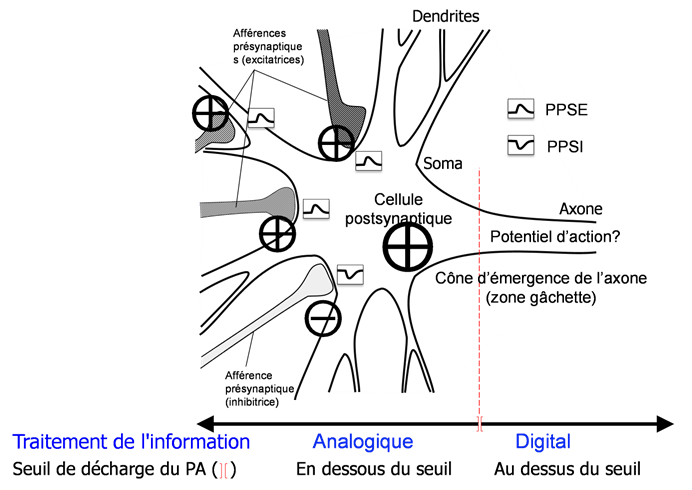 Dendrites
Afférences
présynaptique
s (excitatrices)
PPSE
PPSI
Soma
Cellule
postsynaptique
Axone
Potentiel d'action?
Cône d'émergence de l'axone
(zone gâchette)
Afférence
présynaptique
(inhibitrice)
Traitement de l'information Analogique Digital
Seuil de décharge du PA (][) En dessous du seuil Au dessus du seuil